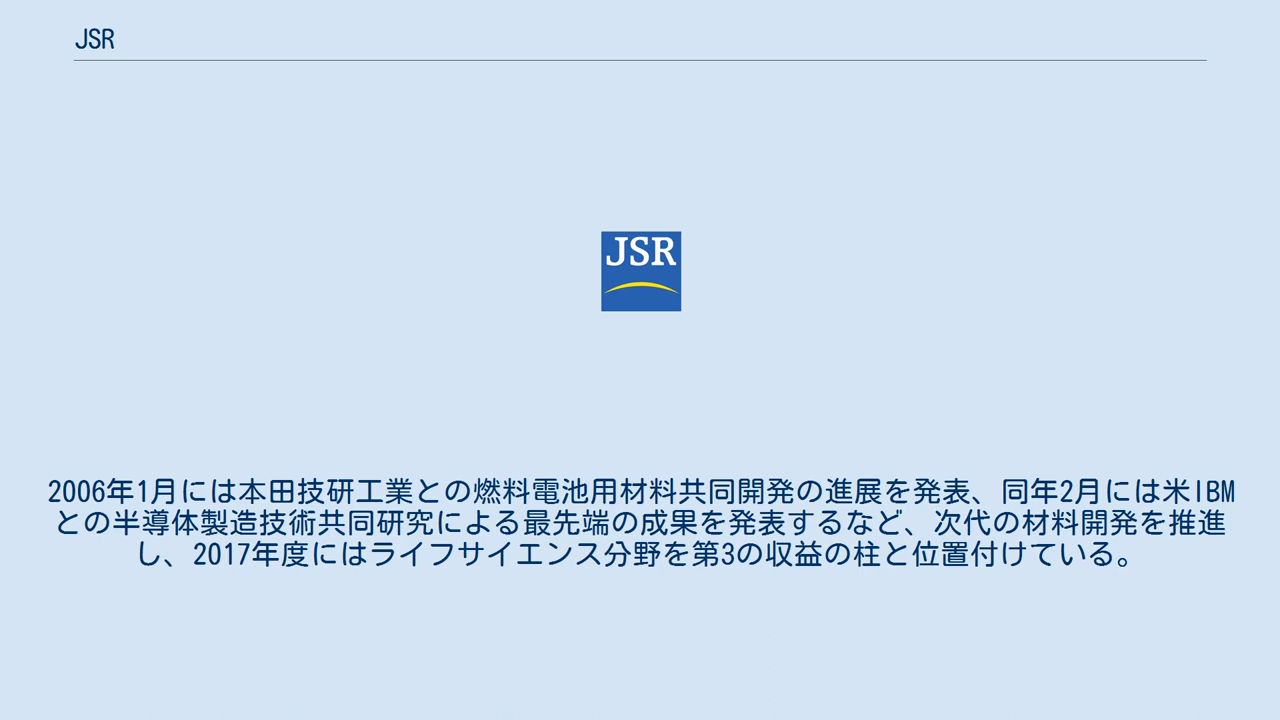 JSR
JSR
2006年1月には本田技研工業との燃料電池用材料共同開発の進展を発表、同年2月には米IBM
との半導体製造技術共同研究による最先端の成果を発表するなど、次代の材料開発を推進
し、2017年度にはライフサイエンス分野を第3の収益の柱と位置付けている。